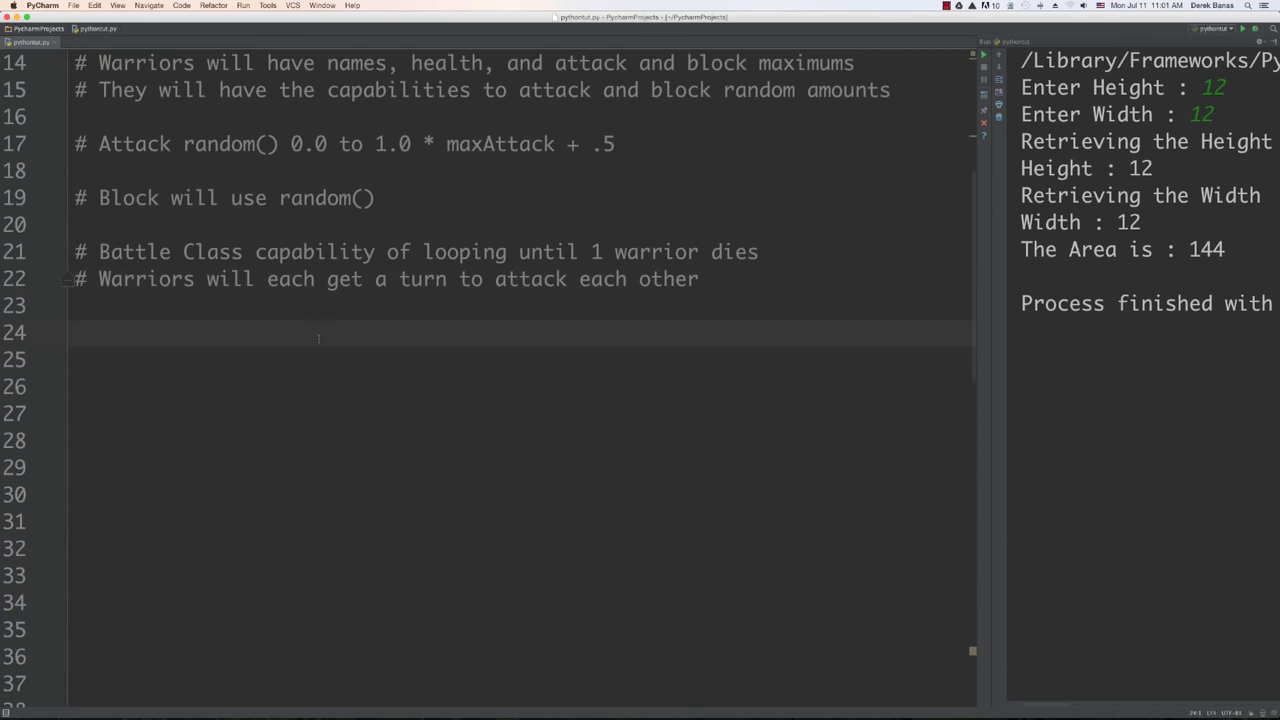 PyCharm File Edit View Navigate Code Refactor Run Tools VCS Window Help 10 Mon Jul 11 11:01 AM Derek Banas
pythontut.py - PycharmProjects - [~/PycharmProjects]
PycharmProjects pythontut.py pythontut
pythontut.py
Run pythontut
14 # Warriors will have names, health, and attack and block maximums
15 # They will have the capabilities to attack and block random amounts
16
17 # Attack random() 0.0 to 1.0 * maxAttack + .5
18
19 # Block will use random()
20
21 # Battle Class capability of looping until 1 warrior dies
22 # Warriors will each get a turn to attack each other
23
24
25
26
27
28
29
30
31
32
33
34
35
36
37
/Library/Frameworks/Py
Enter Height : 12
Enter Width : 12
Retrieving the Height
Height : 12
Retrieving the Width
Width : 12
The Area is : 144
Process finished with
24:1 LF÷ UTF-8÷